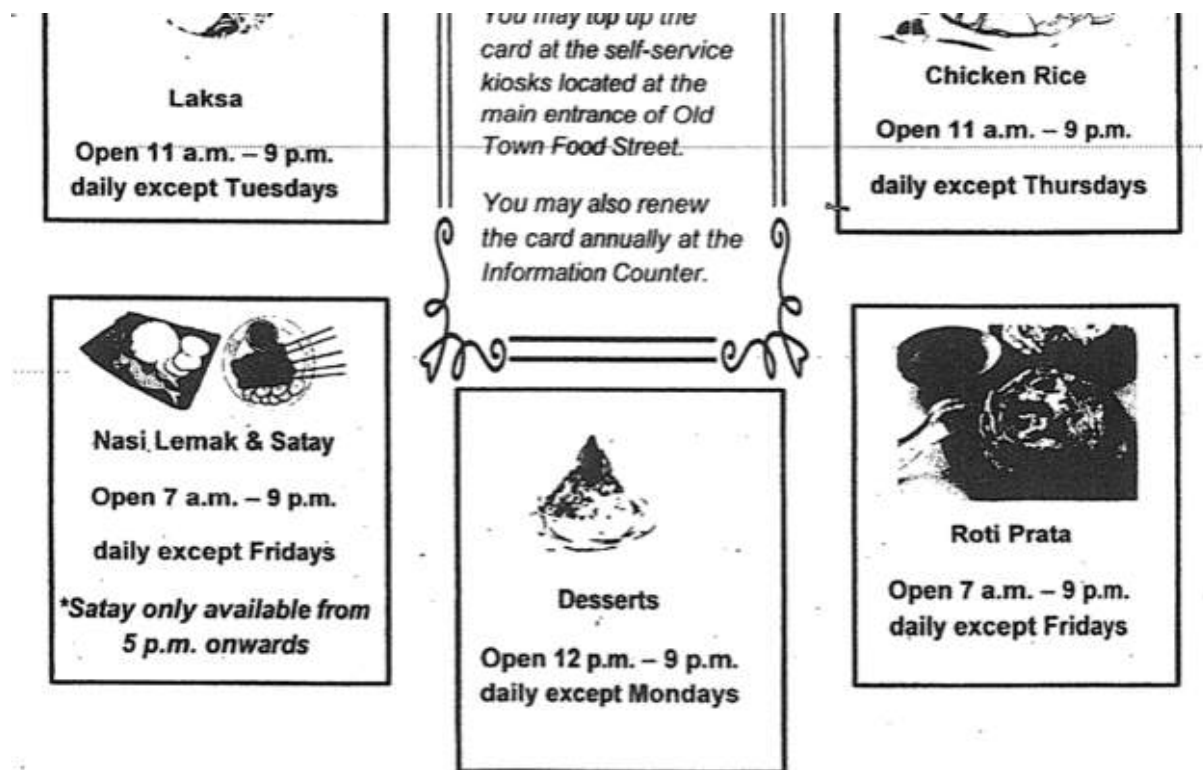 Laksa
Open 11 a.m. – 9 p.m.
daily except Tuesdays
You may top up the
card at the self-service
kiosks located at the
main entrance of Old
Town Food Street.
You may also renew
the card annually at the
Information Counter.
Chicken Rice
Open 11 a.m. – 9 p.m.
daily except Thursdays
Nasi Lemak & Satay
Open 7 a.m. – 9 p.m.
daily except Fridays
*Satay only available from
5 p.m. onwards
Desserts
Open 12 p.m. – 9 p.m.
daily except Mondays
Roti Prata
Open 7 a.m. – 9 p.m.
daily except Fridays